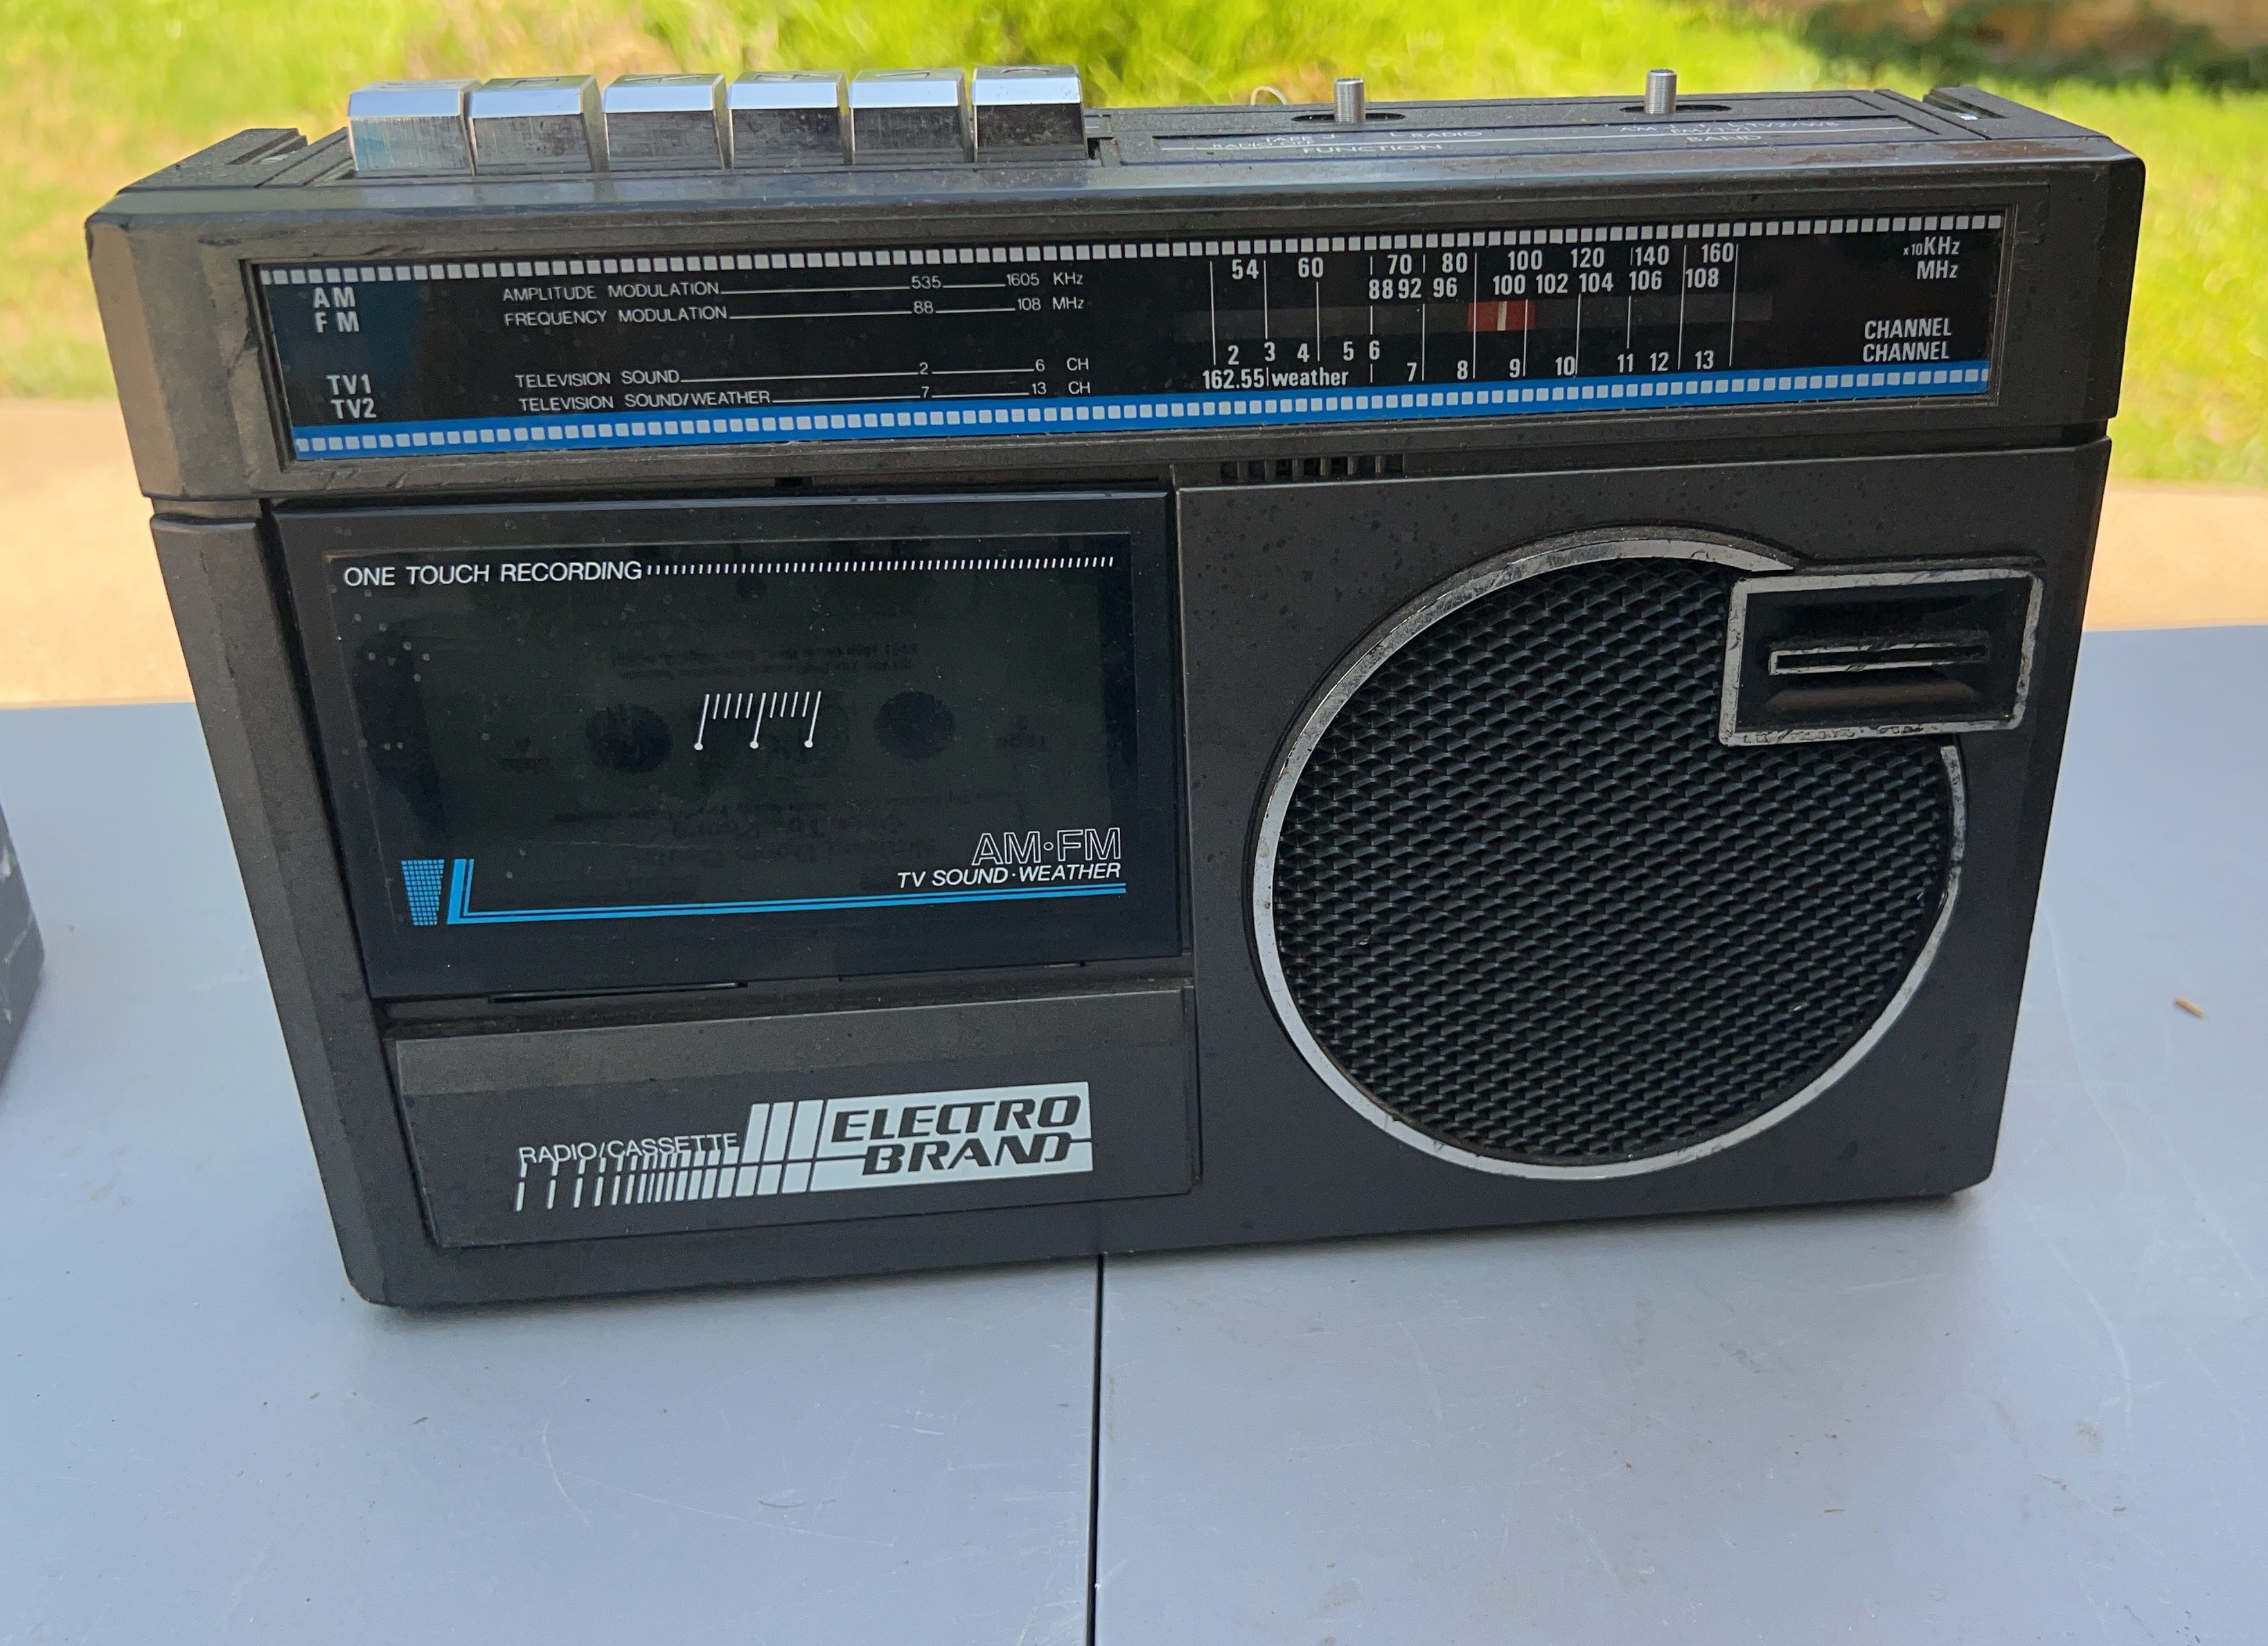 TAPE RADIO
FUNCTION
BAND
54 60 70 80 100 120 140 160 x10KHz
AM AMPLITUDE MODULATION 535 1605 KHz
88 92 96 100 102 104 106 108 MHz
FM FREQUENCY MODULATION 88 108 MHz
2 3 4 5 6 CHANNEL
TV1 TELEVISION SOUND 2 6 CH
162.55 weather 7 8 9 10 11 12 13 CHANNEL
TV2 TELEVISION SOUND/WEATHER 7 13 CH
ONE TOUCH RECORDING
AM·FM
TV SOUND·WEATHER
RADIO/CASSETTE
ELECTRO
BRAND